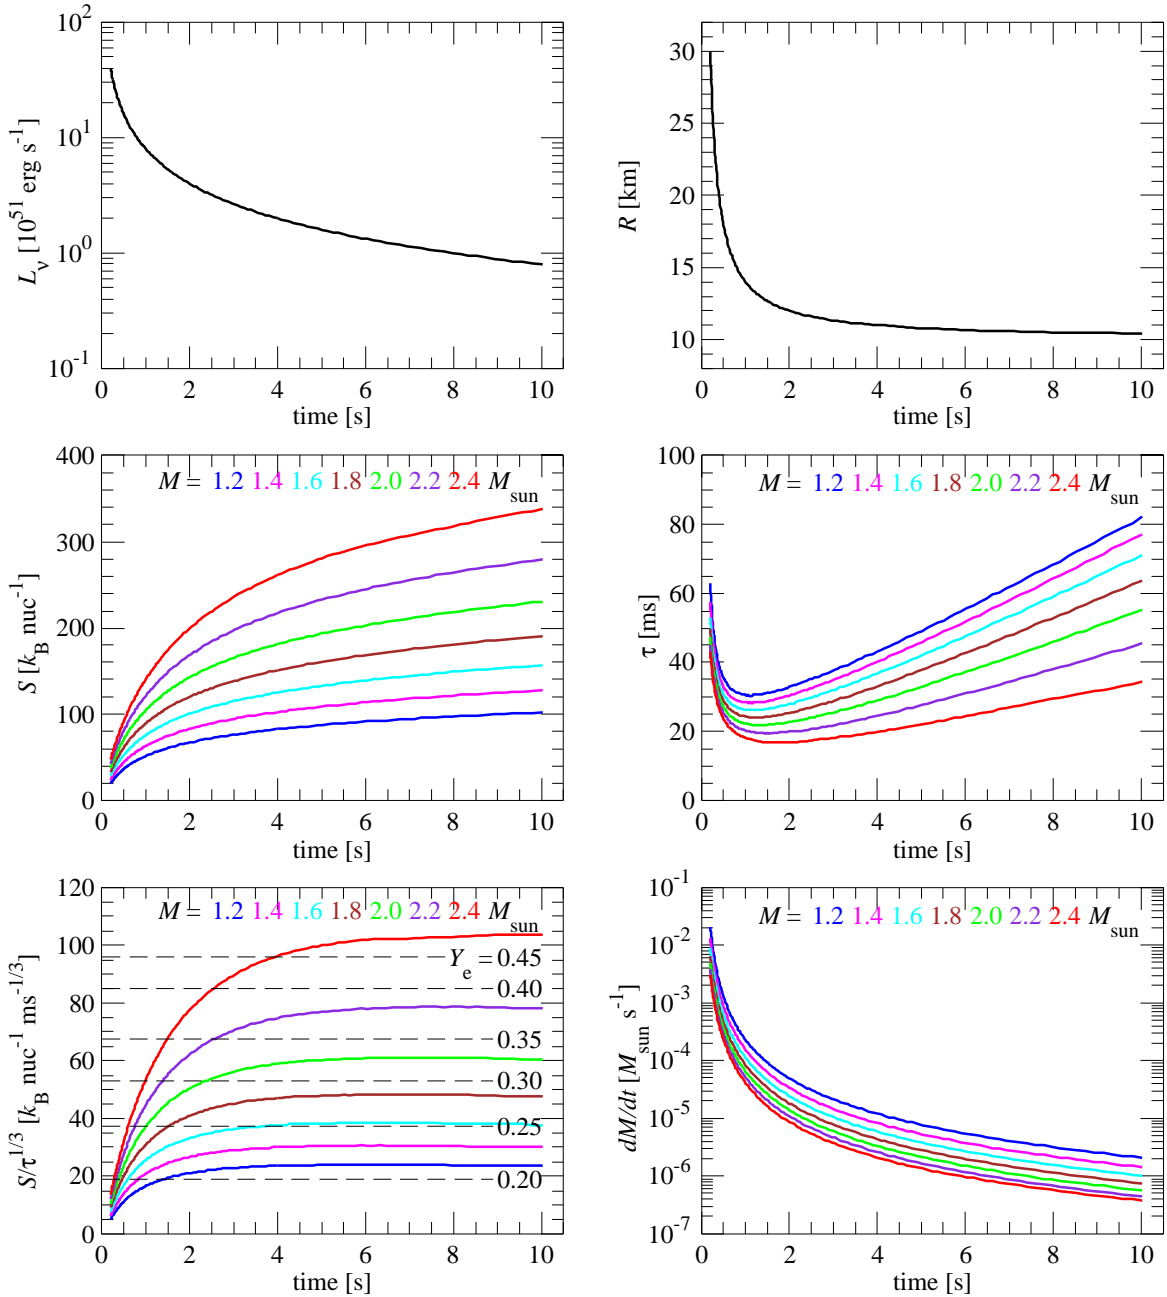 10^2
10^1
10^0
10^-1
L_ν [10^51 erg s^-1]
0 2 4 6 8 10
time [s]
30
25
20
15
10
R [km]
0 2 4 6 8 10
time [s]
400
300
200
100
0
S [k_B nuc^-1]
M = 1.2 1.4 1.6 1.8 2.0 2.2 2.4 M_sun
0 2 4 6 8 10
time [s]
100
80
60
40
20
0
τ [ms]
M = 1.2 1.4 1.6 1.8 2.0 2.2 2.4 M_sun
0 2 4 6 8 10
time [s]
120
100
80
60
40
20
0
S/τ^1/3 [k_B nuc^-1 ms^-1/3]
M = 1.2 1.4 1.6 1.8 2.0 2.2 2.4 M_sun
Y_e = 0.45
0.40
0.35
0.30
0.25
0.20
0 2 4 6 8 10
time [s]
10^-1
10^-2
10^-3
10^-4
10^-5
10^-6
10^-7
dM/dt [M_sun s^-1]
M = 1.2 1.4 1.6 1.8 2.0 2.2 2.4 M_sun
0 2 4 6 8 10
time [s]